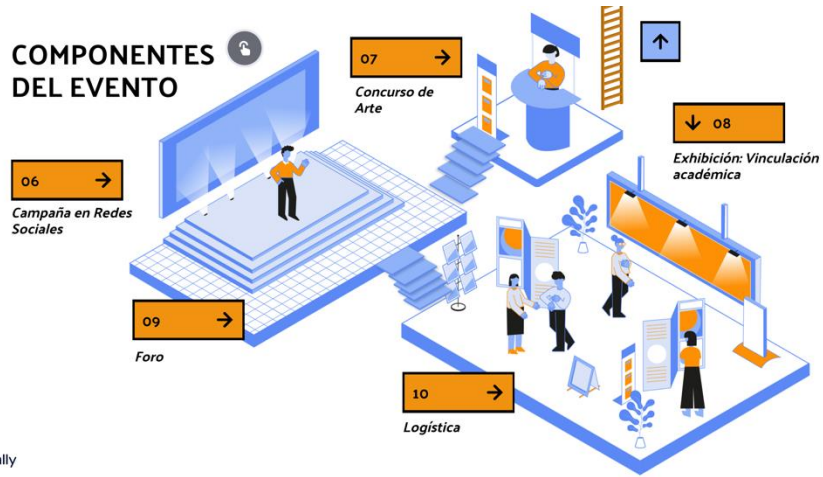 COMPONENTES
DEL EVENTO
07
Concurso de
Arte
08
Exhibición: Vinculación
académica
06
Campaña en Redes
Sociales
09
Foro
10
Logística
lly